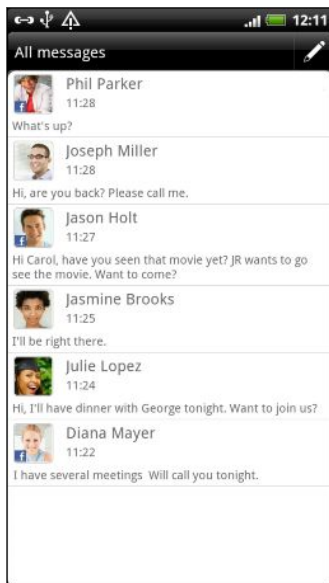 12:11
All messages
Phil Parker
11:28
What's up?
Joseph Miller
11:28
Hi, are you back? Please call me.
Jason Holt
11:27
Hi Carol, have you seen that movie yet? JR wants to go
see the movie. Want to come?
Jasmine Brooks
11:25
I'll be right there.
Julie Lopez
11:24
Hi, I'll have dinner with George tonight. Want to join us?
Diana Mayer
11:22
I have several meetings  Will call you tonight.